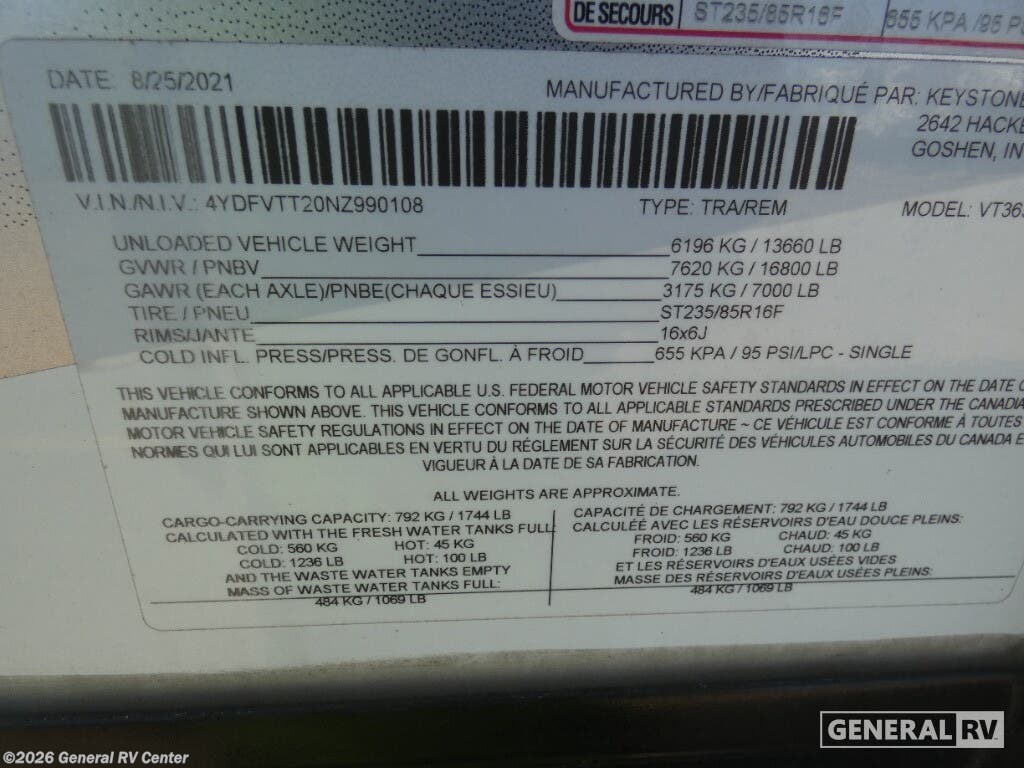 DE SECOURS ST235/85R16F 655 KPA /95
DATE: 8/25/2021
MANUFACTURED BY/FABRIQUÉ PAR: KEYSTONE
2642 HACKE
GOSHEN, IN
V.I.N./N.I.V.: 4YDFVTT20NZ990108 TYPE: TRA/REM MODEL: VT36
UNLOADED VEHICLE WEIGHT 6196 KG / 13660 LB
GVWR / PNBV 7620 KG / 16800 LB
GAWR (EACH AXLE)/PNBE(CHAQUE ESSIEU) 3175 KG / 7000 LB
TIRE / PNEU ST235/85R16F
RIMS/JANTE 16x6J
COLD INFL. PRESS/PRESS. DE GONFL. À FROID 655 KPA / 95 PSI/LPC - SINGLE
THIS VEHICLE CONFORMS TO ALL APPLICABLE U.S. FEDERAL MOTOR VEHICLE SAFETY STANDARDS IN EFFECT ON THE DATE
MANUFACTURE SHOWN ABOVE. THIS VEHICLE CONFORMS TO ALL APPLICABLE STANDARDS PRESCRIBED UNDER THE CANADIA
MOTOR VEHICLE SAFETY REGULATIONS IN EFFECT ON THE DATE OF MANUFACTURE ~ CE VÉHICULE EST CONFORME À TOUTES
NORMES QUI LUI SONT APPLICABLES EN VERTU DU RÉGLEMENT SUR LA SÉCURITÉ DES VÉHICULES AUTOMOBILES DU CANADA E
VIGUEUR À LA DATE DE SA FABRICATION.
ALL WEIGHTS ARE APPROXIMATE.
CARGO-CARRYING CAPACITY: 792 KG / 1744 LB
CALCULATED WITH THE FRESH WATER TANKS FULL
COLD: 560 KG HOT: 45 KG
COLD: 1236 LB HOT: 100 LB
AND THE WASTE WATER TANKS EMPTY
MASS OF WASTE WATER TANKS FULL:
484 KG / 1069 LB
CAPACITÉ DE CHARGEMENT: 792 KG / 1744 LB
CALCULÉE AVEC LES RÉSERVOIRS D'EAU DOUCE PLEINS:
FROID: 560 KG CHAUD: 45 KG
FROID: 1236 LB CHAUD: 100 LB
ET LES RÉSERVOIRS D'EAUX USÉES VIDES
MASSE DES RÉSERVOIRS D'EAUX USÉES PLEINS:
484 KG / 1069 LB
GENERAL RV
©2026 General RV Center